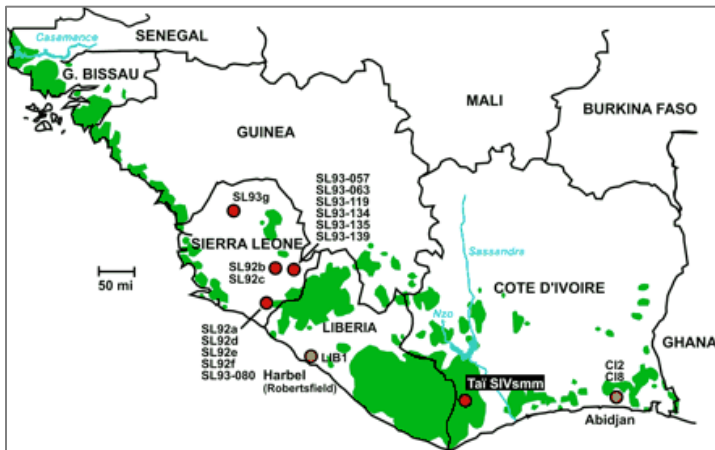 Casamance
SENEGAL
G. BISSAU
MALI
BURKINA FASO
GUINEA
SL93-057
SL93-063
SL93-119
SL93-134
SL93-135
SL93-139
SL93g
SIERRA LEONE
SL92b
SL92c
50 mi
Sassandra
COTE D'IVOIRE
Nzo
SL92a
SL92d
SL92e
SL92f
SL93-080
LIBERIA
GHANA
LIB1
Harbel
(Robertsfield)
Taï SIVsmm
CI2
CI8
Abidjan